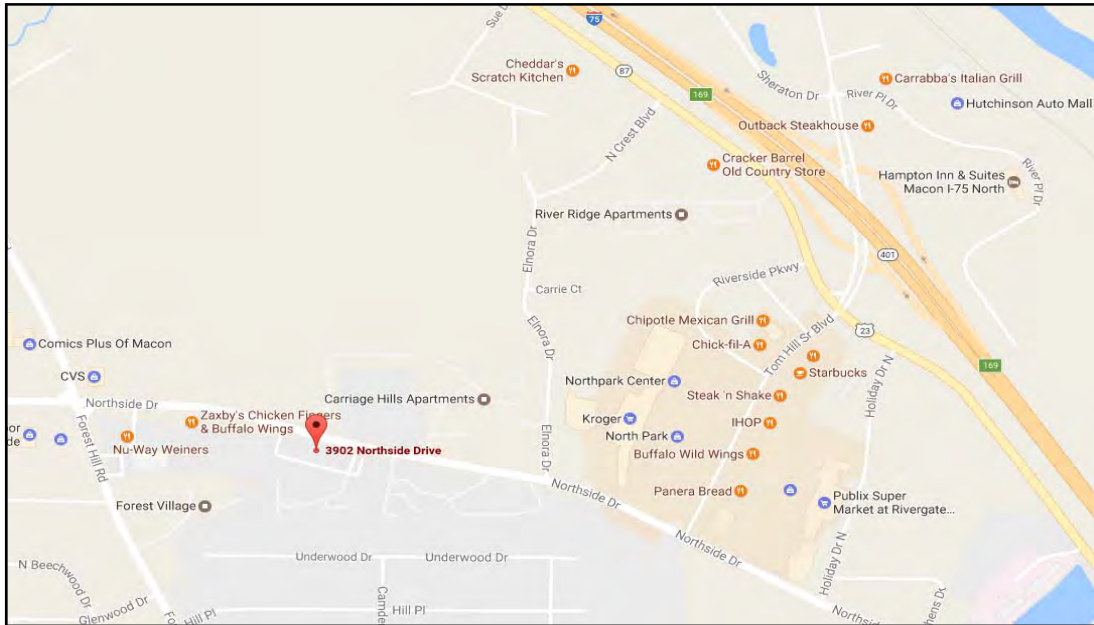 75
Sue D
Cheddar's
Scratch Kitchen
87
169
Sheraton Dr
Carrabba's Italian Grill
River Pl Dr
Hutchinson Auto Mall
N Crest Blvd
Outback Steakhouse
Cracker Barrel
Old Country Store
River Pl Dr
Hampton Inn & Suites
Macon I-75 North
River Ridge Apartments
Elnora Dr
401
Riverside Pkwy
Carrie Ct
Elnora Dr
Chipotle Mexican Grill
Tom Hill Sr Blvd
23
Comics Plus Of Macon
Chick-fil-A
169
CVS
Northpark Center
Starbucks
Holiday Dr N
Northside Dr
Carriage Hills Apartments
Steak 'n Shake
Zaxby's Chicken Fingers
& Buffalo Wings
Kroger
IHOP
or
de
Nu-Way Weiners
3902 Northside Drive
North Park
Forest Hill Rd
Elnora Dr
Buffalo Wild Wings
Northside Dr
Panera Bread
Forest Village
Publix Super
Market at Rivergate...
Northside Dr
Holiday Dr N
Underwood Dr
Underwood Dr
N Beechwood Dr
Glenwood Dr
Fo
Hill Pl
Camde
Hill Pl
Northside
hens Dr